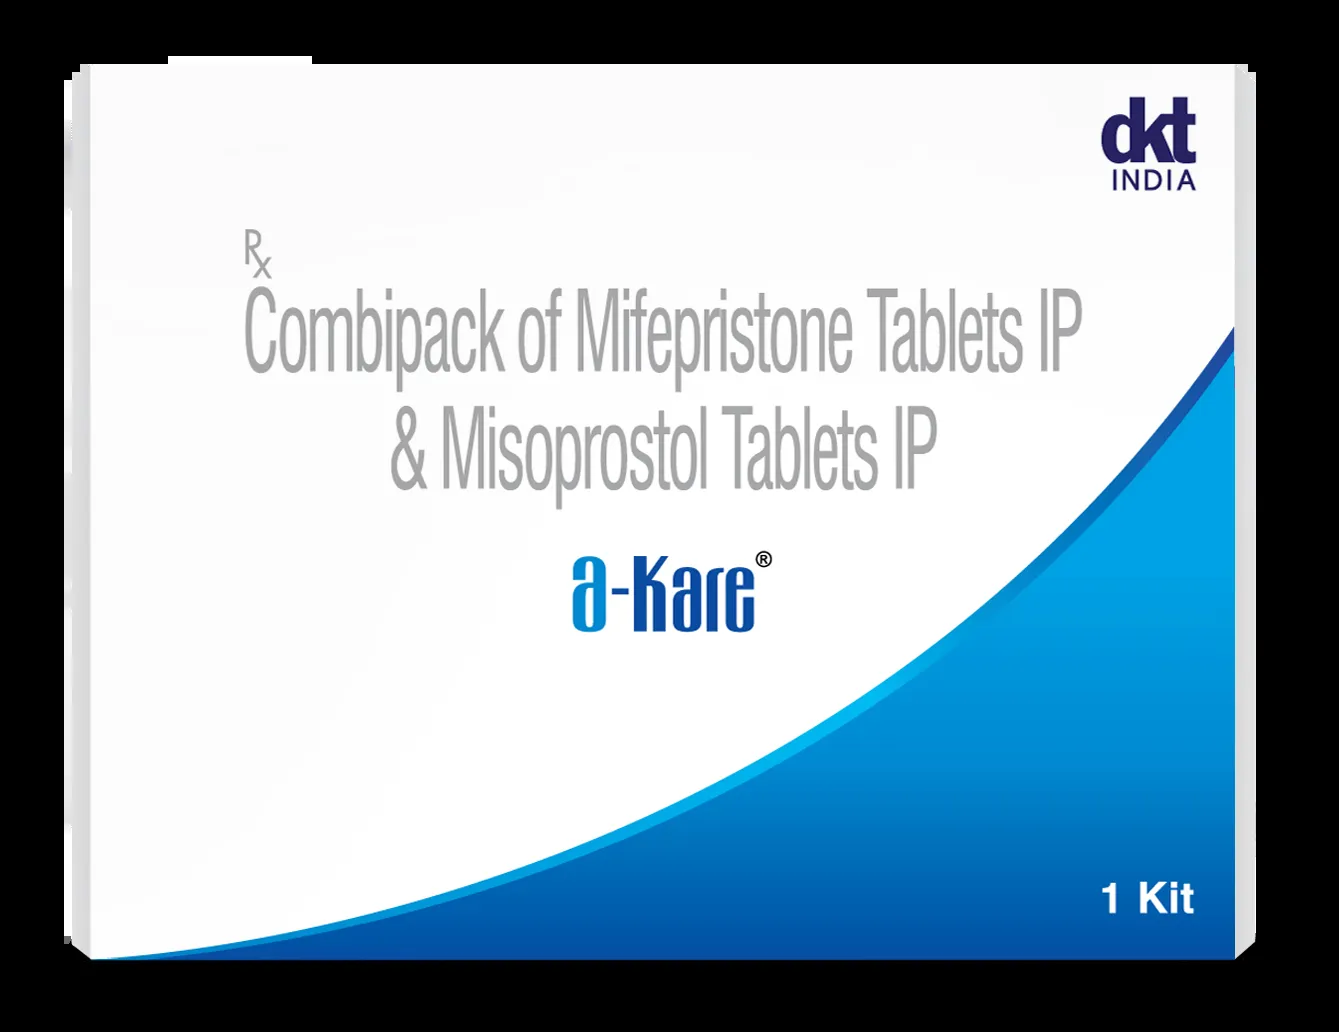 dkt
INDIA
Rx
Combipack of Mifepristone Tablets IP
& Misoprostol Tablets IP
a-Kare®
1 Kit